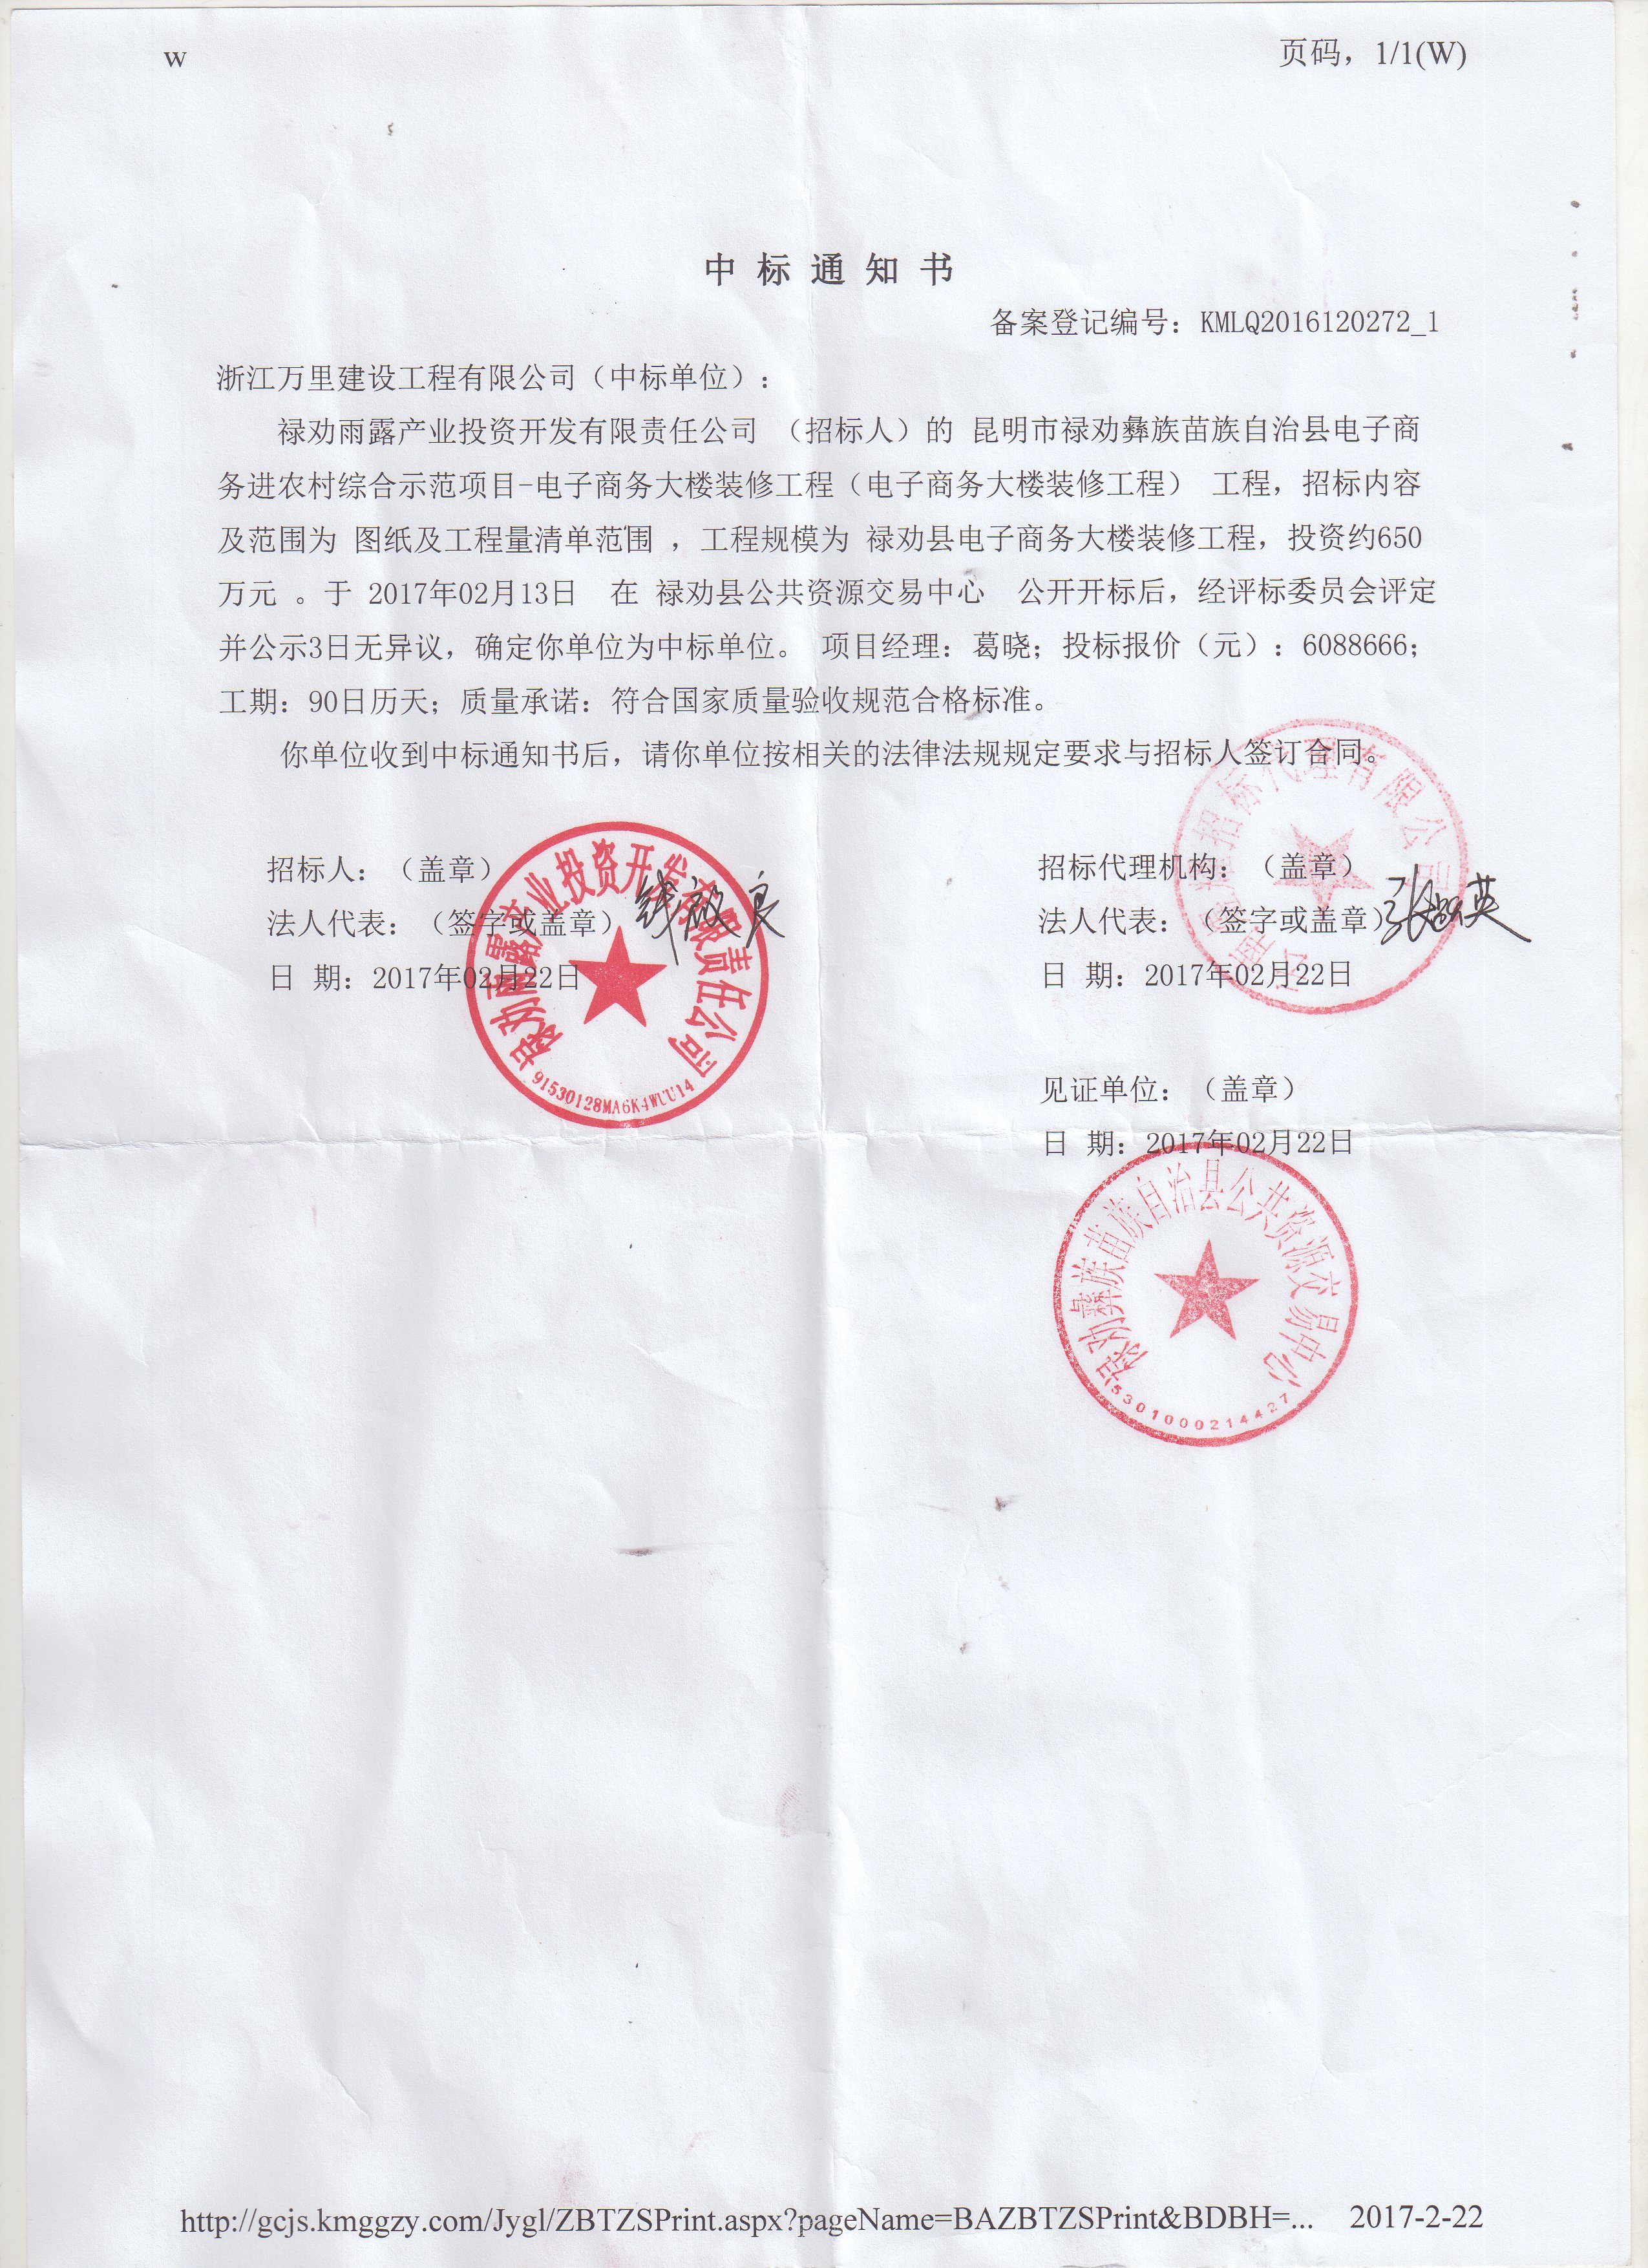 w
页码，1/1(W)
中标通知书
备案登记编号：KMLQ2016120272_1
浙江万里建设工程有限公司（中标单位）：
禄劝雨露产业投资开发有限责任公司 （招标人）的 昆明市禄劝彝族苗族自治县电子商
务进农村综合示范项目-电子商务大楼装修工程（电子商务大楼装修工程） 工程，招标内容
及范围为 图纸及工程量清单范围 ，工程规模为 禄劝县电子商务大楼装修工程，投资约650
万元 。于 2017年02月13日 在 禄劝县公共资源交易中心 公开开标后，经评标委员会评定
并公示3日无异议，确定你单位为中标单位。 项目经理：葛晓；投标报价（元）：6088666；
工期：90日历天；质量承诺：符合国家质量验收规范合格标准。
你单位收到中标通知书后，请你单位按相关的法律法规规定要求与招标人签订合同。
招标人：（盖章）
法人代表：（签字或盖章）
日 期：2017年02月22日
禄劝雨露产业投资开发有限责任公司
91530128MA6K4WUU14
招标代理机构：（盖章）
法人代表：（签字或盖章）
日 期：2017年02月22日
招标代理有限公司
见证单位：（盖章）
日 期：2017年02月22日
禄劝彝族苗族自治县公共资源交易中心
5301000214427
http://gcjs.kmggzy.com/Jygl/ZBTZSPrint.aspx?pageName=BAZBTZSPrint&BDBH=... 2017-2-22